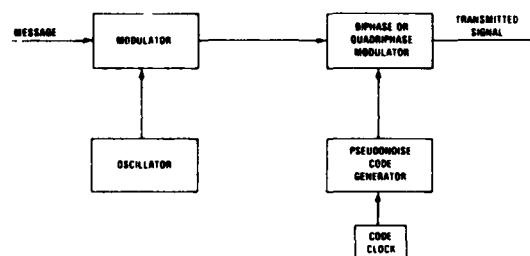 MESSAGE
MODULATOR
BIPHASE OR
QUADRIPHASE
MODULATOR
TRANSMITTED
SIGNAL
OSCILLATOR
PSEUDONOISE
CODE
GENERATOR
CODE
CLOCK